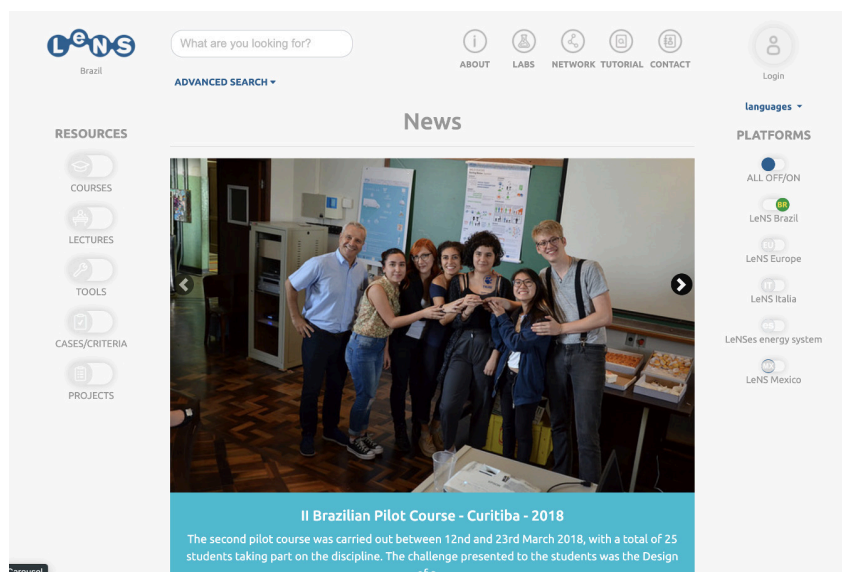 LeNS
Brazil
What are you looking for?
ADVANCED SEARCH
ABOUT
LABS
NETWORK
TUTORIAL
CONTACT
Login
languages
News
RESOURCES
COURSES
LECTURES
TOOLS
CASES/CRITERIA
PROJECTS
PLATFORMS
ALL OFF/ON
BR
LeNS Brazil
EU
LeNS Europe
IT
LeNS Italia
LeNSes energy system
MX
LeNS Mexico
II Brazilian Pilot Course - Curitiba - 2018
The second pilot course was carried out between 12nd and 23rd March 2018, with a total of 25
students taking part on the discipline. The challenge presented to the students was the Design
of a
Carousel